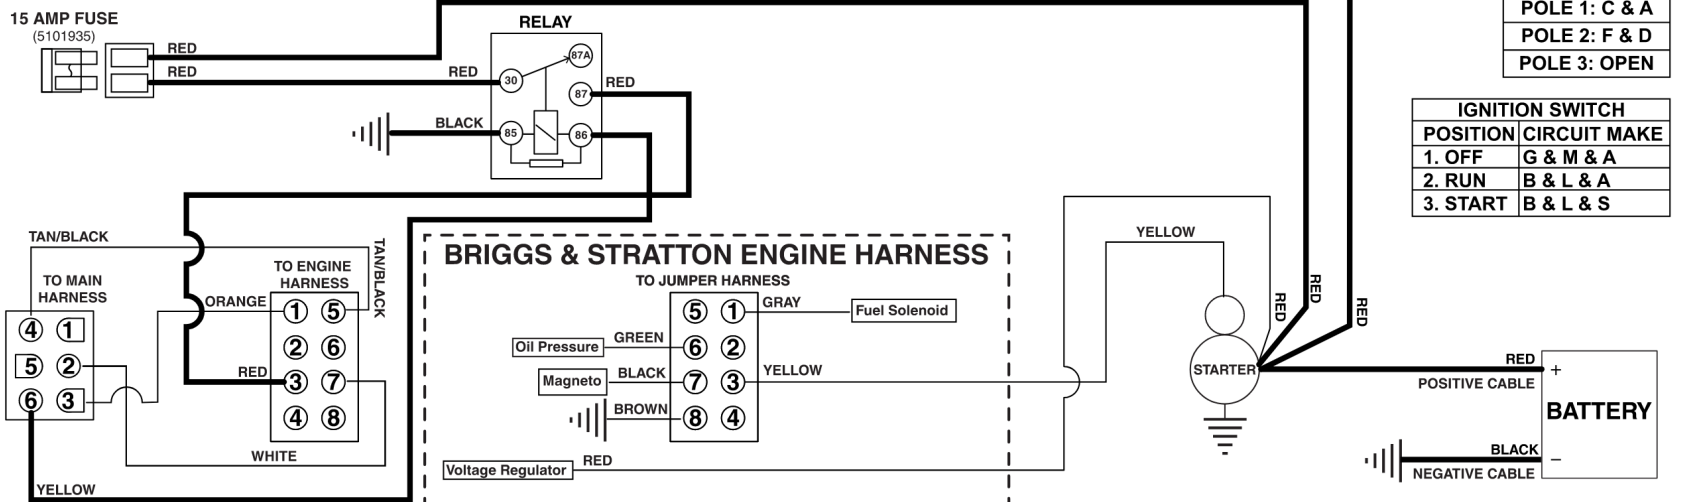 15 AMP FUSE
(5101935)
RED
RED
RED
RELAY
87A
30
87
RED
BLACK
85
86
POLE 1: C & A
POLE 2: F & D
POLE 3: OPEN
IGNITION SWITCH
POSITION CIRCUIT MAKE
1. OFF G & M & A
2. RUN B & L & A
3. START B & L & S
TAN/BLACK
TAN/BLACK
TO MAIN
HARNESS
4 1
5 2
6 3
YELLOW
TO ENGINE
HARNESS
ORANGE
1 5
2 6
RED
3 7
4 8
WHITE
BRIGGS & STRATTON ENGINE HARNESS
TO JUMPER HARNESS
5 1
GRAY
Fuel Solenoid
Oil Pressure
GREEN
6 2
Magneto
BLACK
7 3
YELLOW
BROWN
8 4
Voltage Regulator
RED
YELLOW
STARTER
RED
RED
RED
RED
POSITIVE CABLE
+
BATTERY
BLACK
–
NEGATIVE CABLE